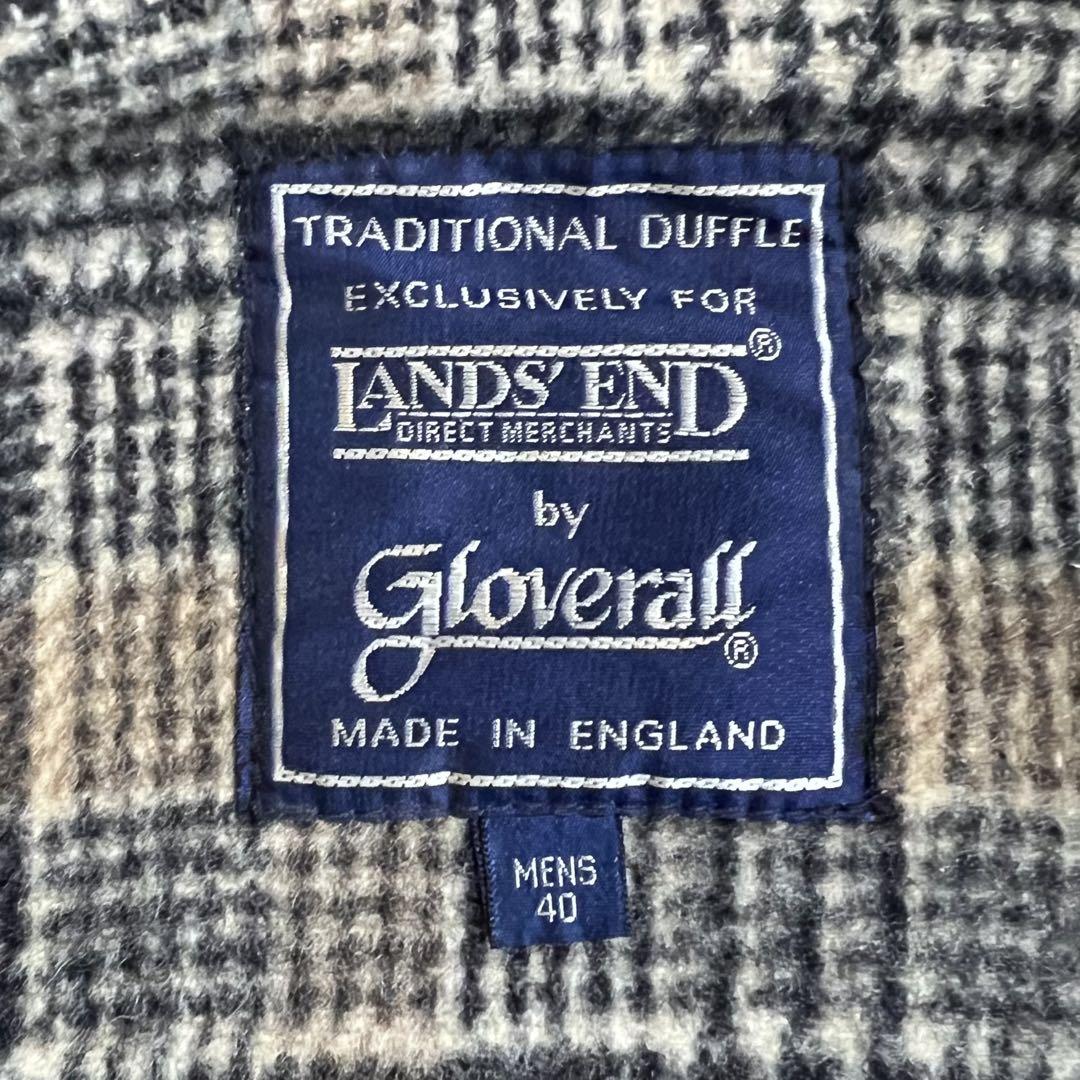 TRADITIONAL DUFFLE
EXCLUSIVELY FOR
LANDS' END®
DIRECT MERCHANTS
by
Gloverall®
MADE IN ENGLAND
MENS
40